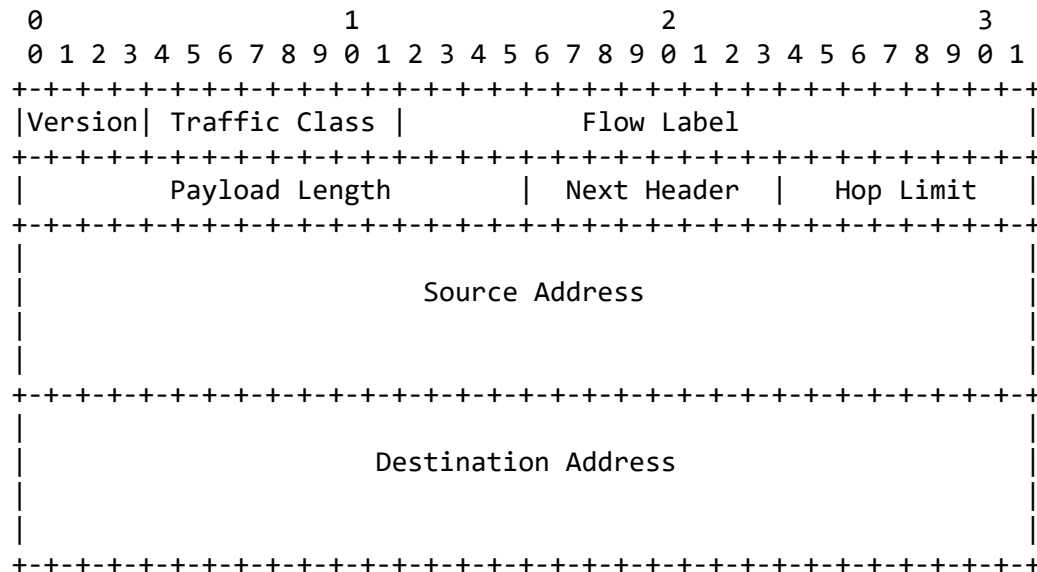 0                   1                   2                   3
 0 1 2 3 4 5 6 7 8 9 0 1 2 3 4 5 6 7 8 9 0 1 2 3 4 5 6 7 8 9 0 1
+-+-+-+-+-+-+-+-+-+-+-+-+-+-+-+-+-+-+-+-+-+-+-+-+-+-+-+-+-+-+-+-+
|Version| Traffic Class |           Flow Label                  |
+-+-+-+-+-+-+-+-+-+-+-+-+-+-+-+-+-+-+-+-+-+-+-+-+-+-+-+-+-+-+-+-+
|         Payload Length        |  Next Header  |   Hop Limit   |
+-+-+-+-+-+-+-+-+-+-+-+-+-+-+-+-+-+-+-+-+-+-+-+-+-+-+-+-+-+-+-+-+
|                                                               |
|                         Source Address                        |
|                                                               |
|                                                               |
+-+-+-+-+-+-+-+-+-+-+-+-+-+-+-+-+-+-+-+-+-+-+-+-+-+-+-+-+-+-+-+-+
|                                                               |
|                      Destination Address                      |
|                                                               |
|                                                               |
+-+-+-+-+-+-+-+-+-+-+-+-+-+-+-+-+-+-+-+-+-+-+-+-+-+-+-+-+-+-+-+-+